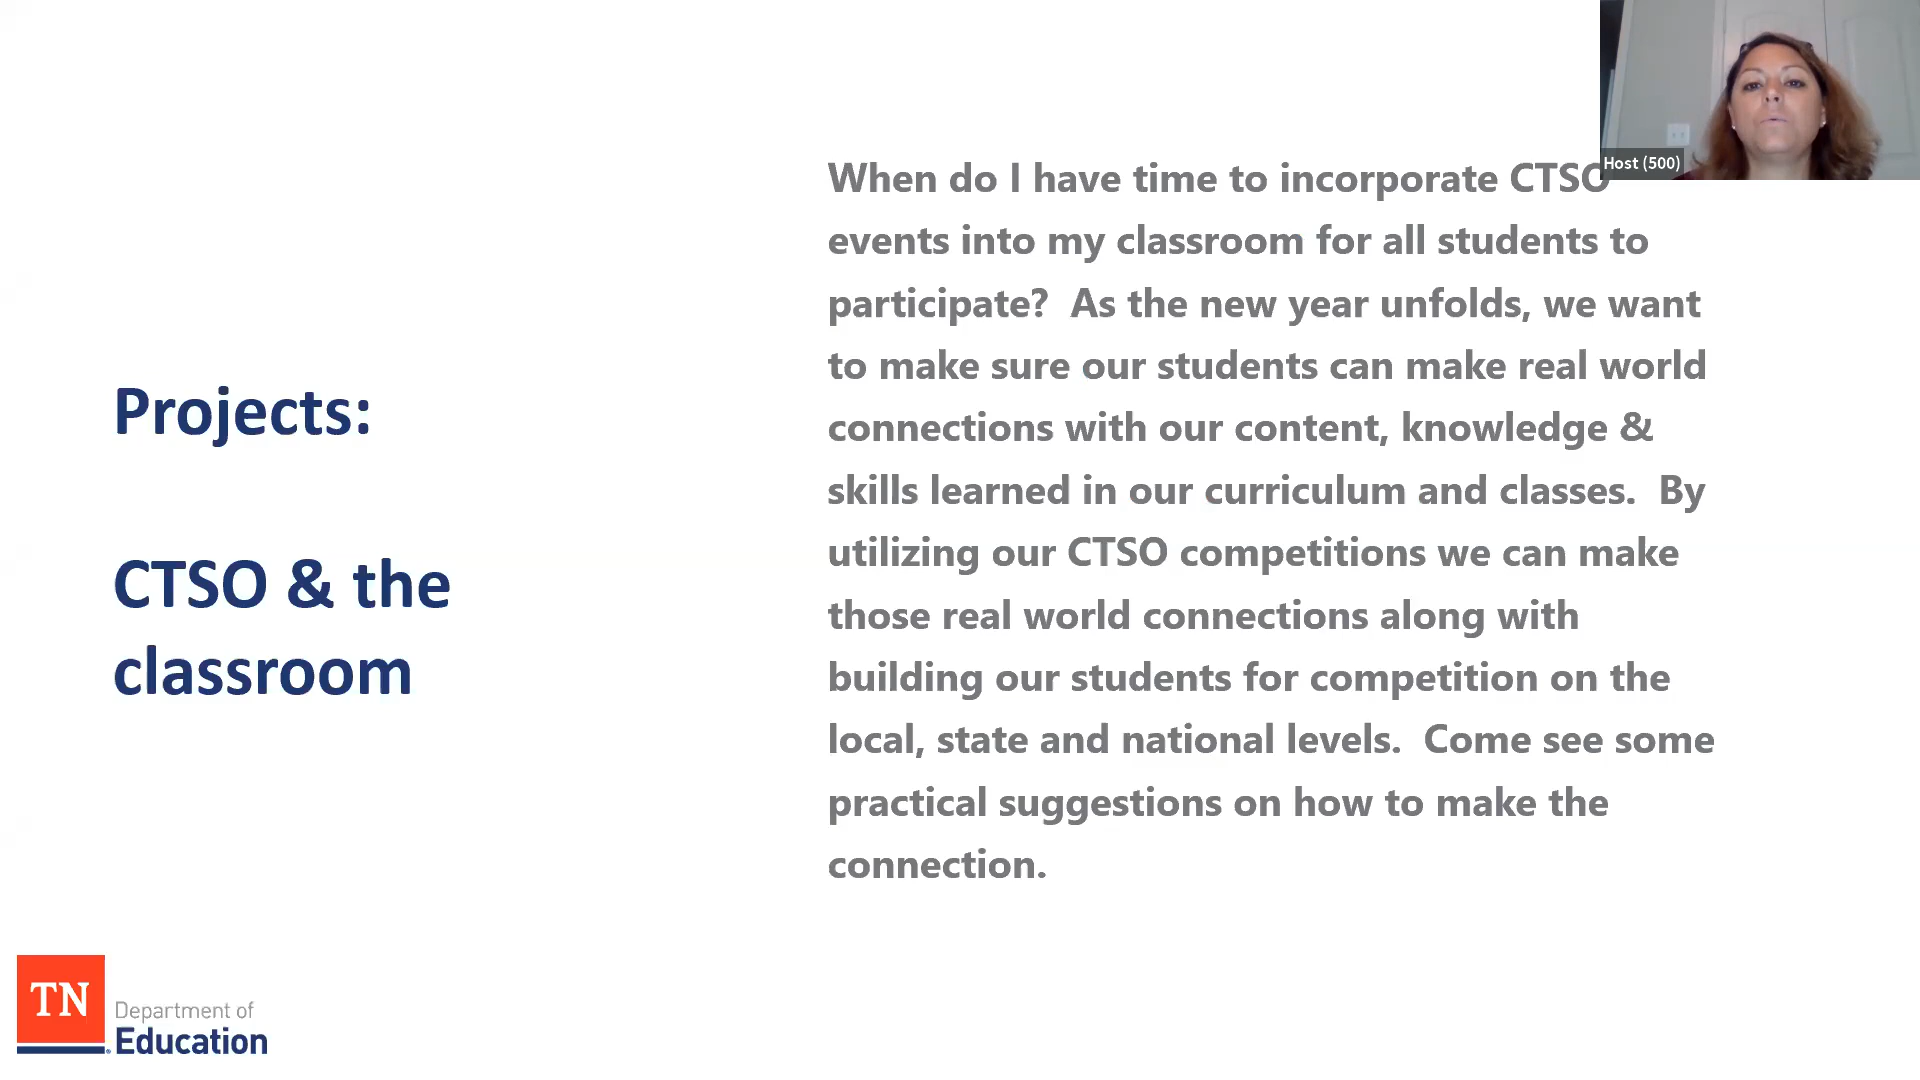 Host (500)
Projects:
CTSO & the
classroom
When do I have time to incorporate CTSO
events into my classroom for all students to
participate?  As the new year unfolds, we want
to make sure our students can make real world
connections with our content, knowledge &
skills learned in our curriculum and classes.  By
utilizing our CTSO competitions we can make
those real world connections along with
building our students for competition on the
local, state and national levels.  Come see some
practical suggestions on how to make the
connection.
TN
Department of
Education